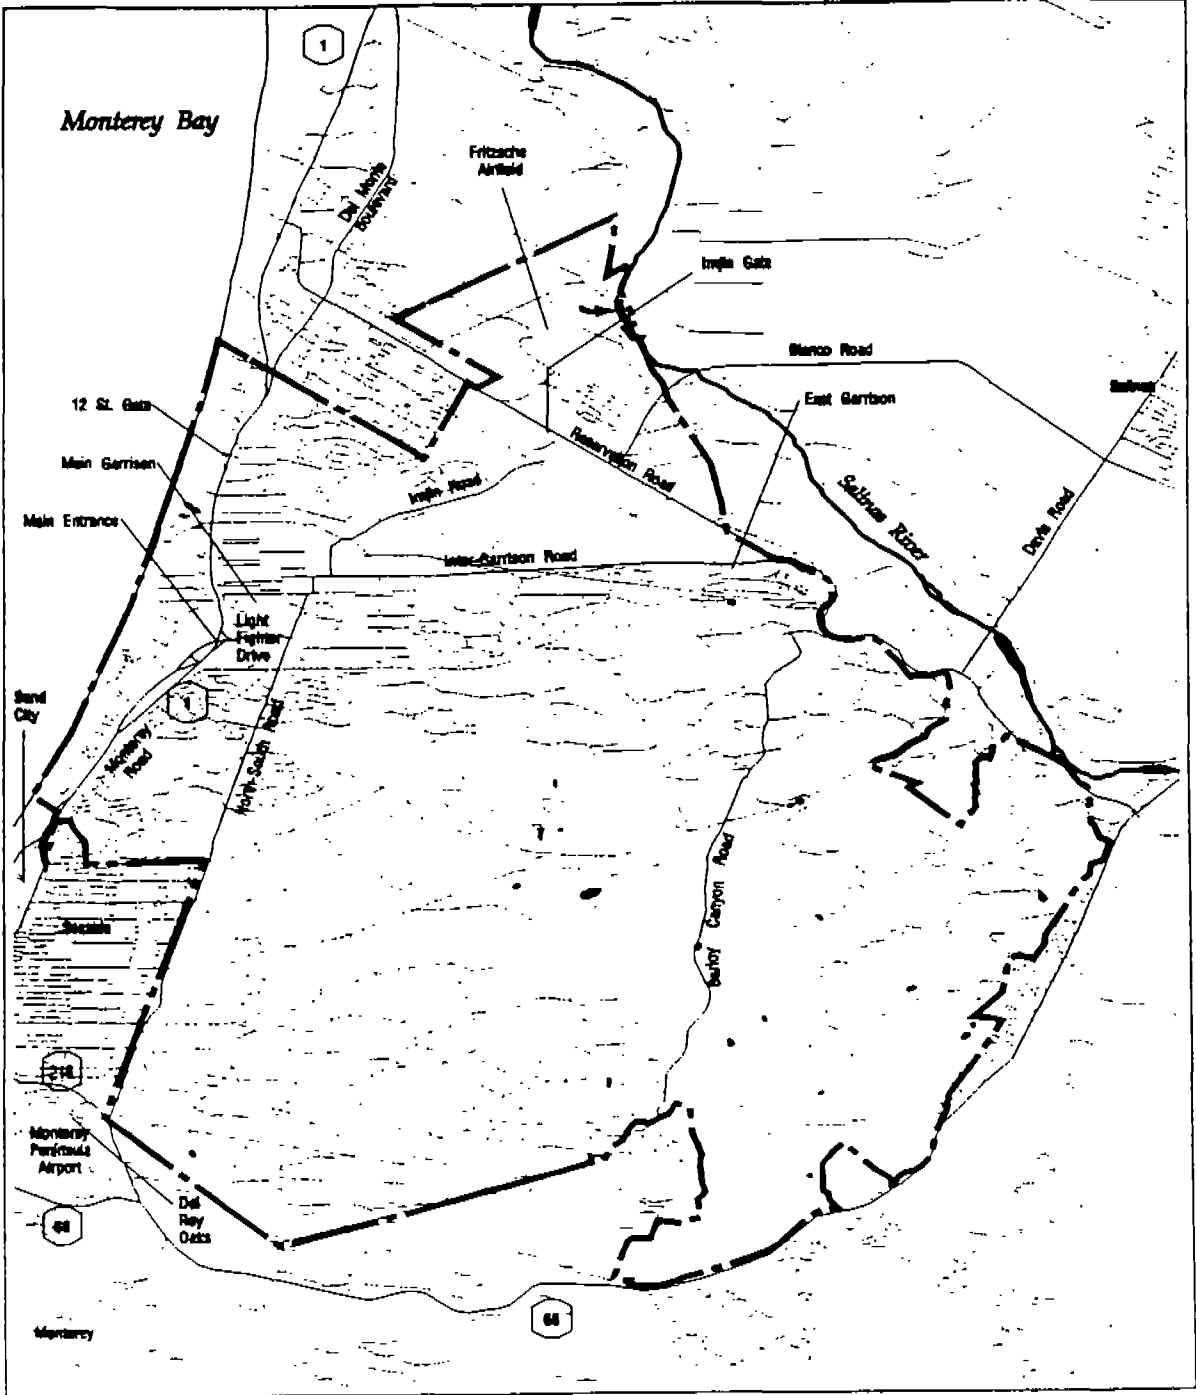 1
Monterey Bay
Fritzsche
Airfield
Del Monte
Boulevard
Imjin Gate
Blanco Road
Salinas
12 St. Gate
East Garrison
Main Garrison
Reservation Road
Imjin Road
Salinas River
Davis Road
Main Entrance
Inter-Garrison Road
Light
Fighter
Drive
Sand
City
1
Monterey
Road
North-South Road
Barloy Canyon Road
Seaside
218
Monterey
Peninsula
Airport
Del
Rey
Oaks
68
68
Monterey